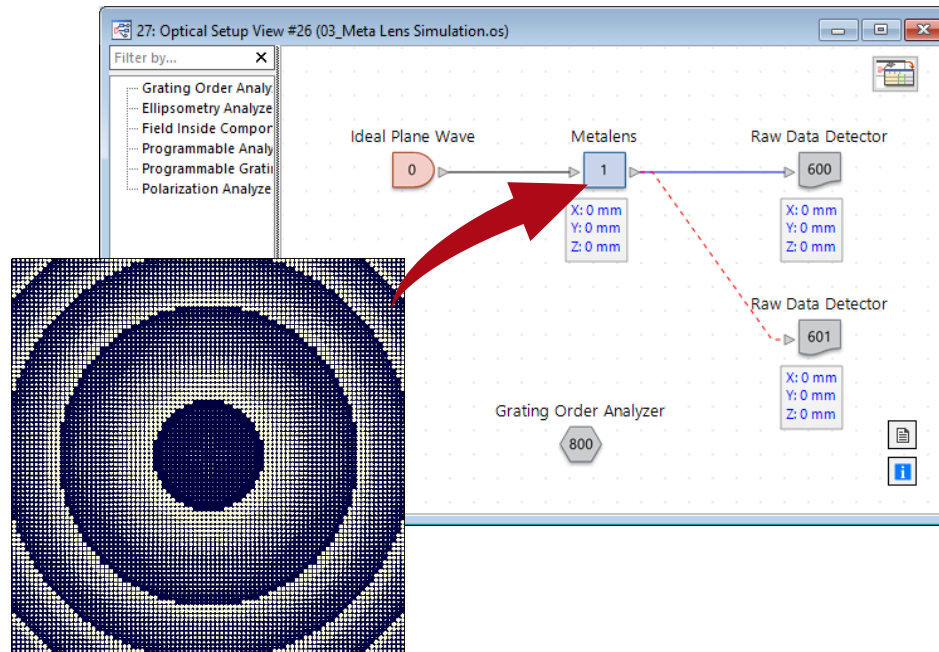 27: Optical Setup View #26 (03_Meta Lens Simulation.os)
Filter by...
Grating Order Analy
Ellipsometry Analyze
Field Inside Compor
Programmable Analy
Programmable Grati
Polarization Analyze
Ideal Plane Wave
0
Metalens
1
X: 0 mm
Y: 0 mm
Z: 0 mm
Raw Data Detector
600
X: 0 mm
Y: 0 mm
Z: 0 mm
Raw Data Detector
601
X: 0 mm
Y: 0 mm
Z: 0 mm
Grating Order Analyzer
800